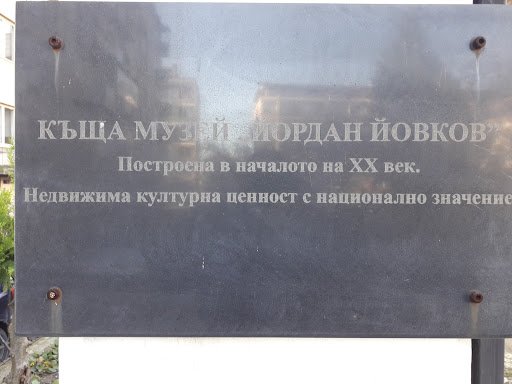 КЪЩА МУЗЕЙ „ЙОРДАН ЙОВКОВ”
Построена в началото на XX век.
Недвижима културна ценност с национално значение